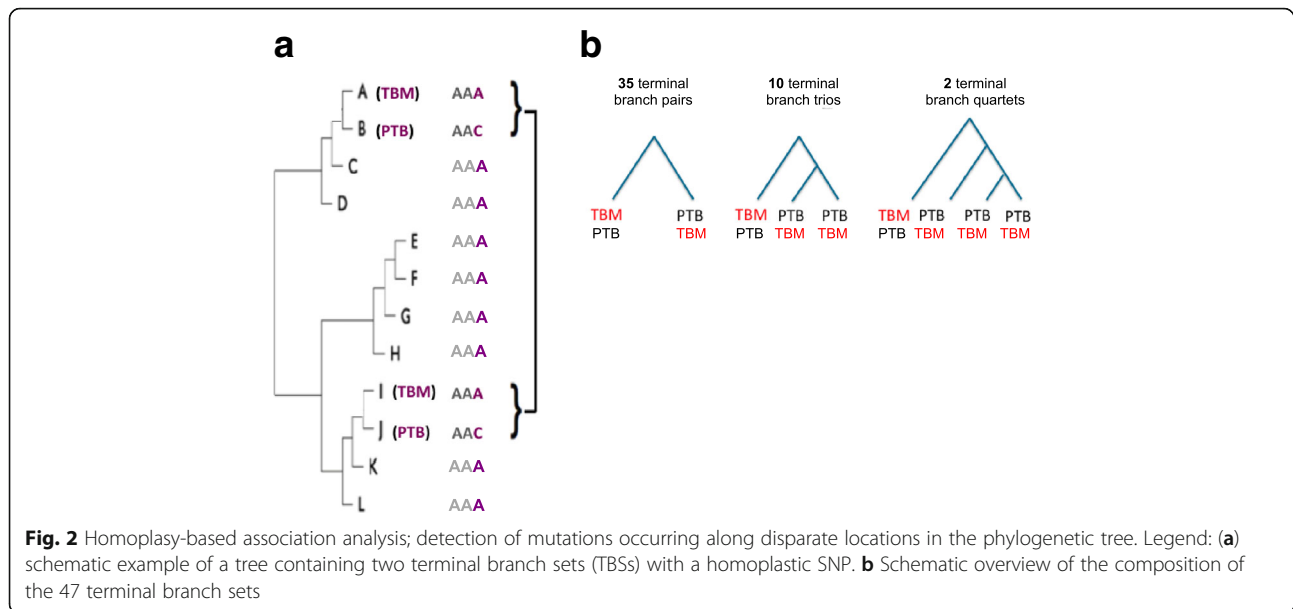 a
A (TBM) AAA
B (PTB) AAC
C AAA
D AAA
E AAA
F AAA
G AAA
H AAA
I (TBM) AAA
J (PTB) AAC
K AAA
L AAA
b
35 terminal
branch pairs
TBM PTB
PTB TBM
10 terminal
branch trios
TBM PTB PTB
PTB TBM TBM
2 terminal
branch quartets
TBM PTB PTB PTB
PTB TBM TBM TBM
Fig. 2 Homoplasy-based association analysis; detection of mutations occurring along disparate locations in the phylogenetic tree. Legend: (a)
schematic example of a tree containing two terminal branch sets (TBSs) with a homoplastic SNP. b Schematic overview of the composition of
the 47 terminal branch sets